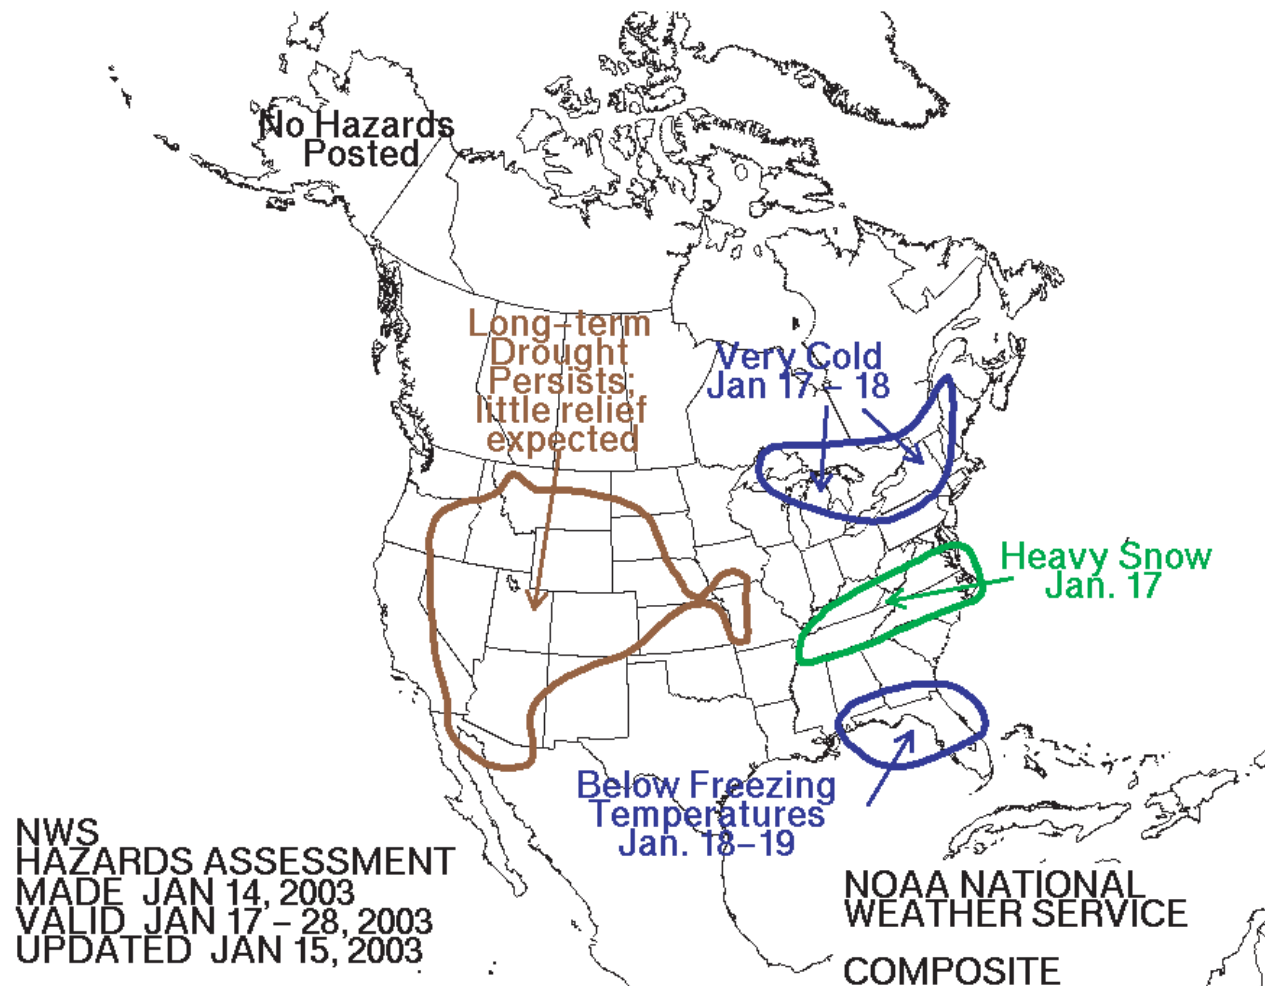 No Hazards
Posted
Long-term
Drought
Persists;
little relief
expected
Very Cold
Jan 17 - 18
Heavy Snow
Jan. 17
Below Freezing
Temperatures
Jan. 18-19
NWS
HAZARDS ASSESSMENT
MADE JAN 14, 2003
VALID JAN 17 - 28, 2003
UPDATED JAN 15, 2003
NOAA NATIONAL
WEATHER SERVICE
COMPOSITE